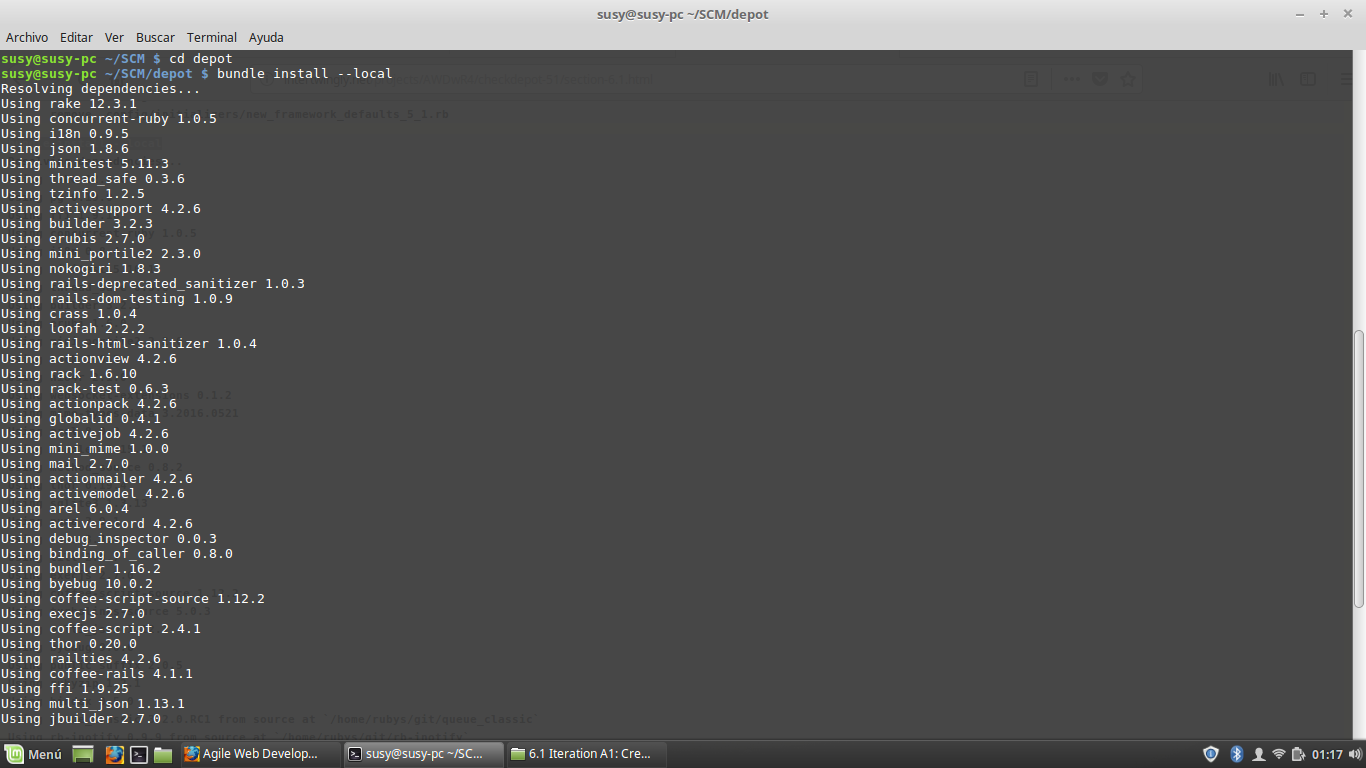 susy@susy-pc ~/SCM/depot
Archivo Editar Ver Buscar Terminal Ayuda
susy@susy-pc ~/SCM $ cd depot
susy@susy-pc ~/SCM/depot $ bundle install --local
Resolving dependencies...
Using rake 12.3.1
Using concurrent-ruby 1.0.5
Using i18n 0.9.5
Using json 1.8.6
Using minitest 5.11.3
Using thread_safe 0.3.6
Using tzinfo 1.2.5
Using activesupport 4.2.6
Using builder 3.2.3
Using erubis 2.7.0
Using mini_portile2 2.3.0
Using nokogiri 1.8.3
Using rails-deprecated_sanitizer 1.0.3
Using rails-dom-testing 1.0.9
Using crass 1.0.4
Using loofah 2.2.2
Using rails-html-sanitizer 1.0.4
Using actionview 4.2.6
Using rack 1.6.10
Using rack-test 0.6.3
Using actionpack 4.2.6
Using globalid 0.4.1
Using activejob 4.2.6
Using mini_mime 1.0.0
Using mail 2.7.0
Using actionmailer 4.2.6
Using activemodel 4.2.6
Using arel 6.0.4
Using activerecord 4.2.6
Using debug_inspector 0.0.3
Using binding_of_caller 0.8.0
Using bundler 1.16.2
Using byebug 10.0.2
Using coffee-script-source 1.12.2
Using execjs 2.7.0
Using coffee-script 2.4.1
Using thor 0.20.0
Using railties 4.2.6
Using coffee-rails 4.1.1
Using ffi 1.9.25
Using multi_json 1.13.1
Using jbuilder 2.7.0
Menú Agile Web Develop... susy@susy-pc ~/SC... 6.1 Iteration A1: Cre... 01:17